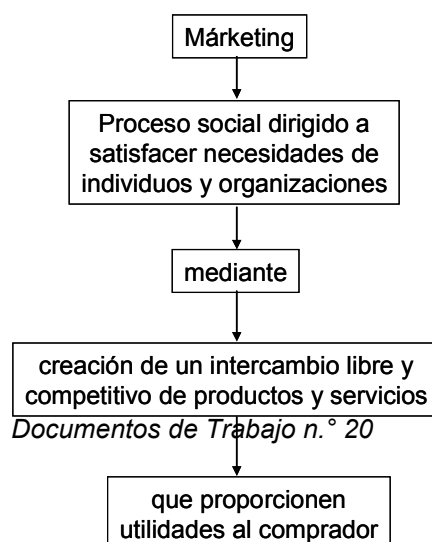 Márketing
Proceso social dirigido a
satisfacer necesidades de
individuos y organizaciones
mediante
creación de un intercambio libre y
competitivo de productos y servicios
Documentos de Trabajo n.° 20
que proporcionen
utilidades al comprador